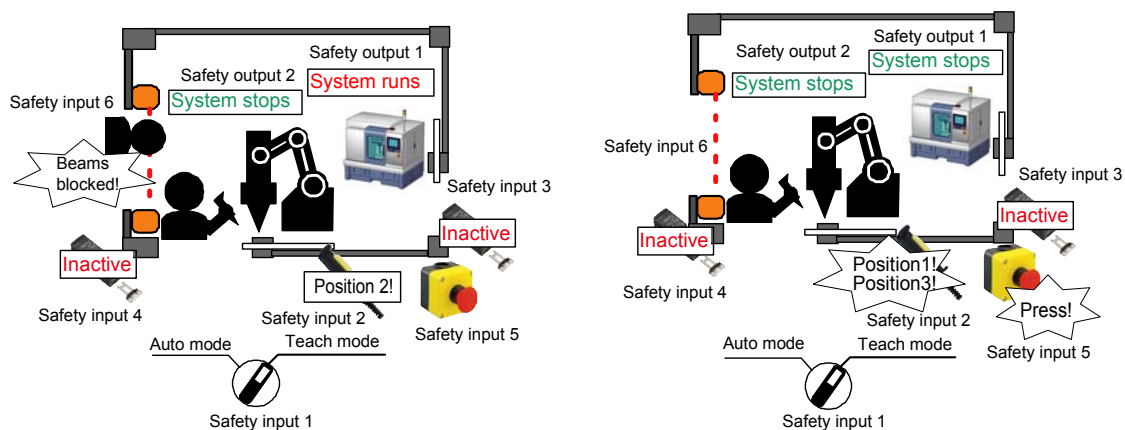 Safety output 1
Safety output 2
System runs
System stops
Safety input 6
Beams
blocked!
Safety input 3
Inactive
Inactive
Position 2!
Safety input 4
Safety input 2
Safety input 5
Auto mode
Teach mode
Safety input 1
Safety output 1
Safety output 2
System stops
System stops
Safety input 6
Safety input 3
Inactive
Inactive
Position1!
Position3!
Press!
Safety input 4
Safety input 2
Safety input 5
Auto mode
Teach mode
Safety input 1